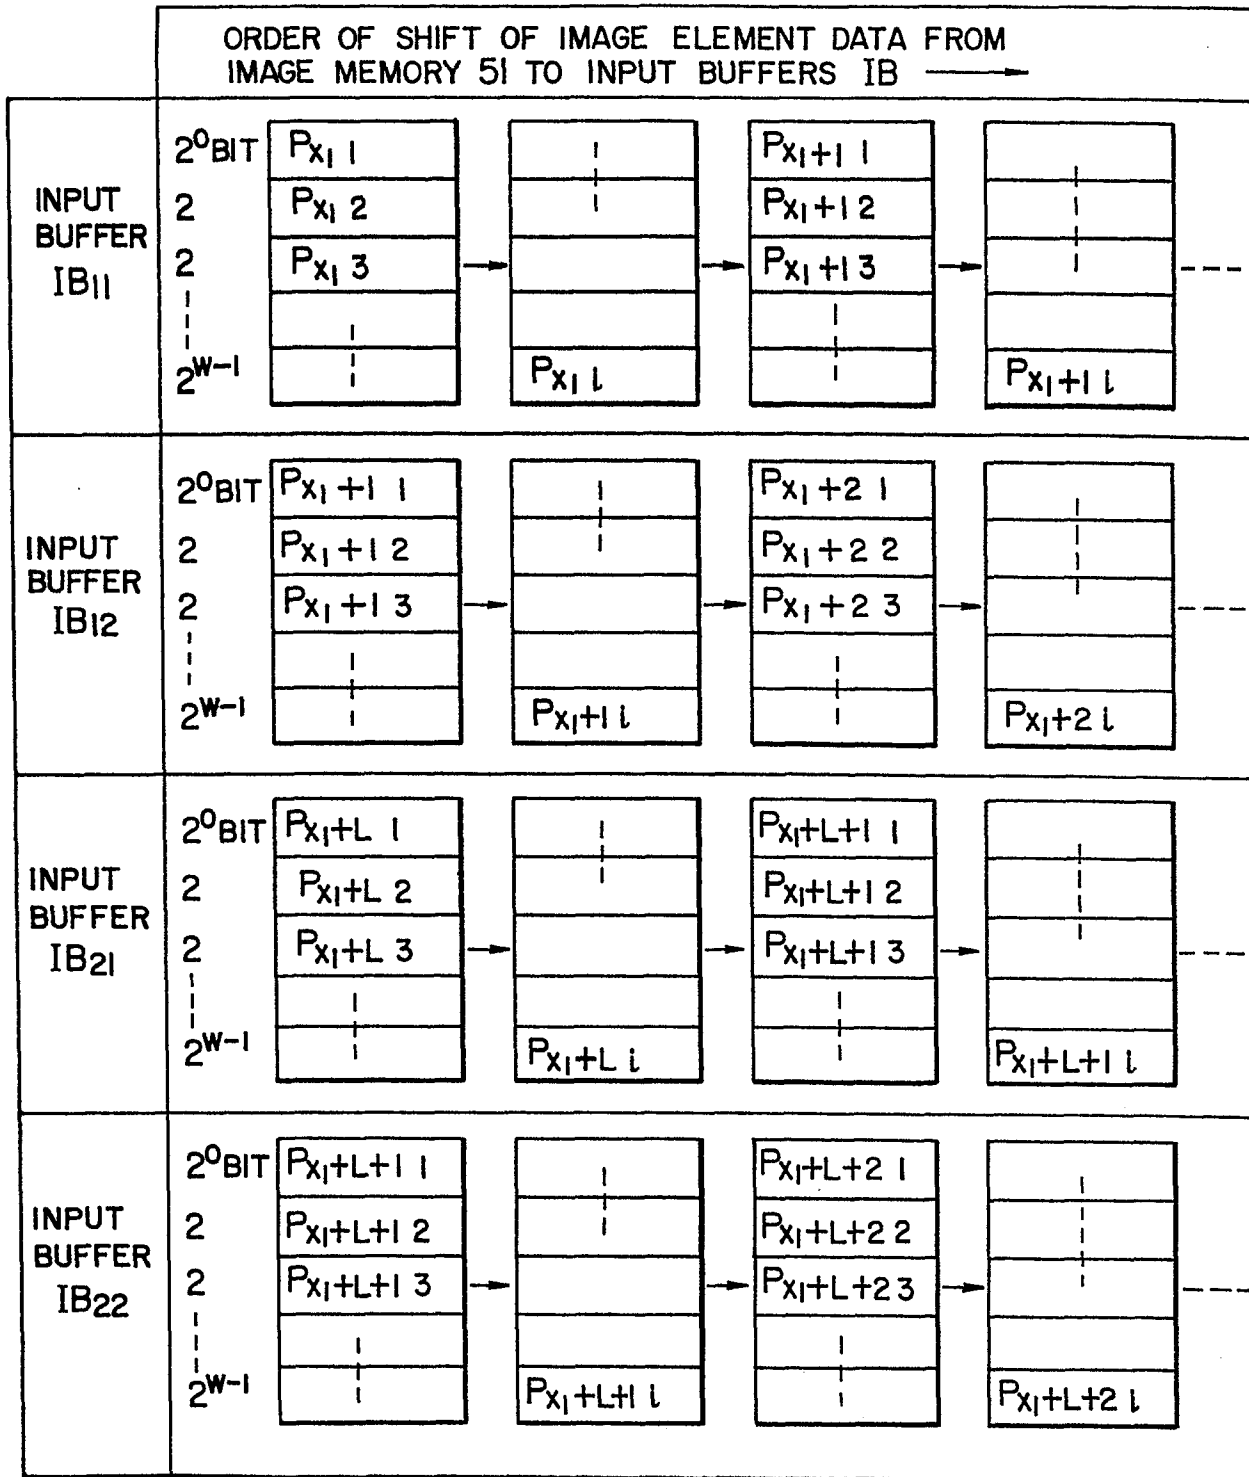 ORDER OF SHIFT OF IMAGE ELEMENT DATA FROM
IMAGE MEMORY 51 TO INPUT BUFFERS IB
INPUT
BUFFER
IB11
2⁰BIT
2
2
2ᵂ⁻¹
Px₁ 1
Px₁ 2
Px₁ 3
Px₁ i
Px₁+1 1
Px₁+1 2
Px₁+1 3
Px₁+1 i
INPUT
BUFFER
IB12
2⁰BIT
2
2
2ᵂ⁻¹
Px₁+1 1
Px₁+1 2
Px₁+1 3
Px₁+1 i
Px₁+2 1
Px₁+2 2
Px₁+2 3
Px₁+2 i
INPUT
BUFFER
IB21
2⁰BIT
2
2
2ᵂ⁻¹
Px₁+L 1
Px₁+L 2
Px₁+L 3
Px₁+L i
Px₁+L+1 1
Px₁+L+1 2
Px₁+L+1 3
Px₁+L+1 i
INPUT
BUFFER
IB22
2⁰BIT
2
2
2ᵂ⁻¹
Px₁+L+1 1
Px₁+L+1 2
Px₁+L+1 3
Px₁+L+1 i
Px₁+L+2 1
Px₁+L+2 2
Px₁+L+2 3
Px₁+L+2 i